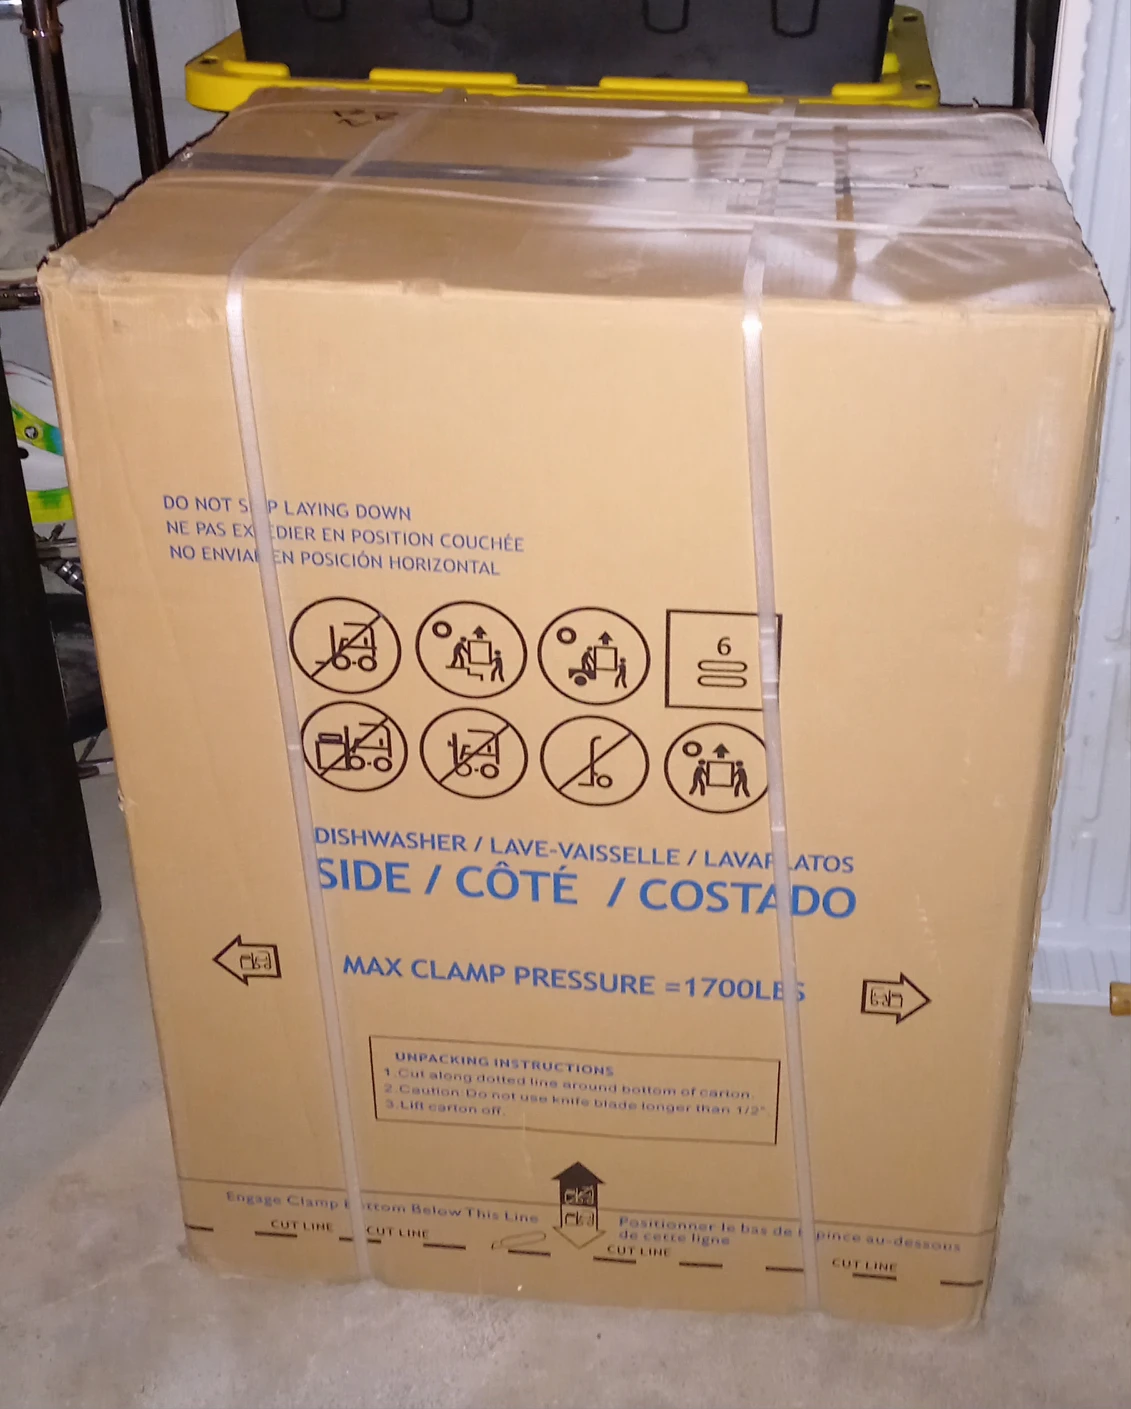 DO NOT SHIP LAYING DOWN
NE PAS EXPEDIER EN POSITION COUCHÉE
NO ENVIAR EN POSICIÓN HORIZONTAL
6
DISHWASHER / LAVE-VAISSELLE / LAVAPLATOS
SIDE / CÔTÉ / COSTADO
MAX CLAMP PRESSURE =1700LBS
UNPACKING INSTRUCTIONS
1.Cut along dotted line around bottom of carton.
2.Caution:Do not use knife blade longer than 1/2".
3.Lift carton off.
Engage Clamp Bottom Below This Line
Positionner le bas de la pince au-dessous
de cette ligne
CUT LINE CUT LINE CUT LINE CUT LINE